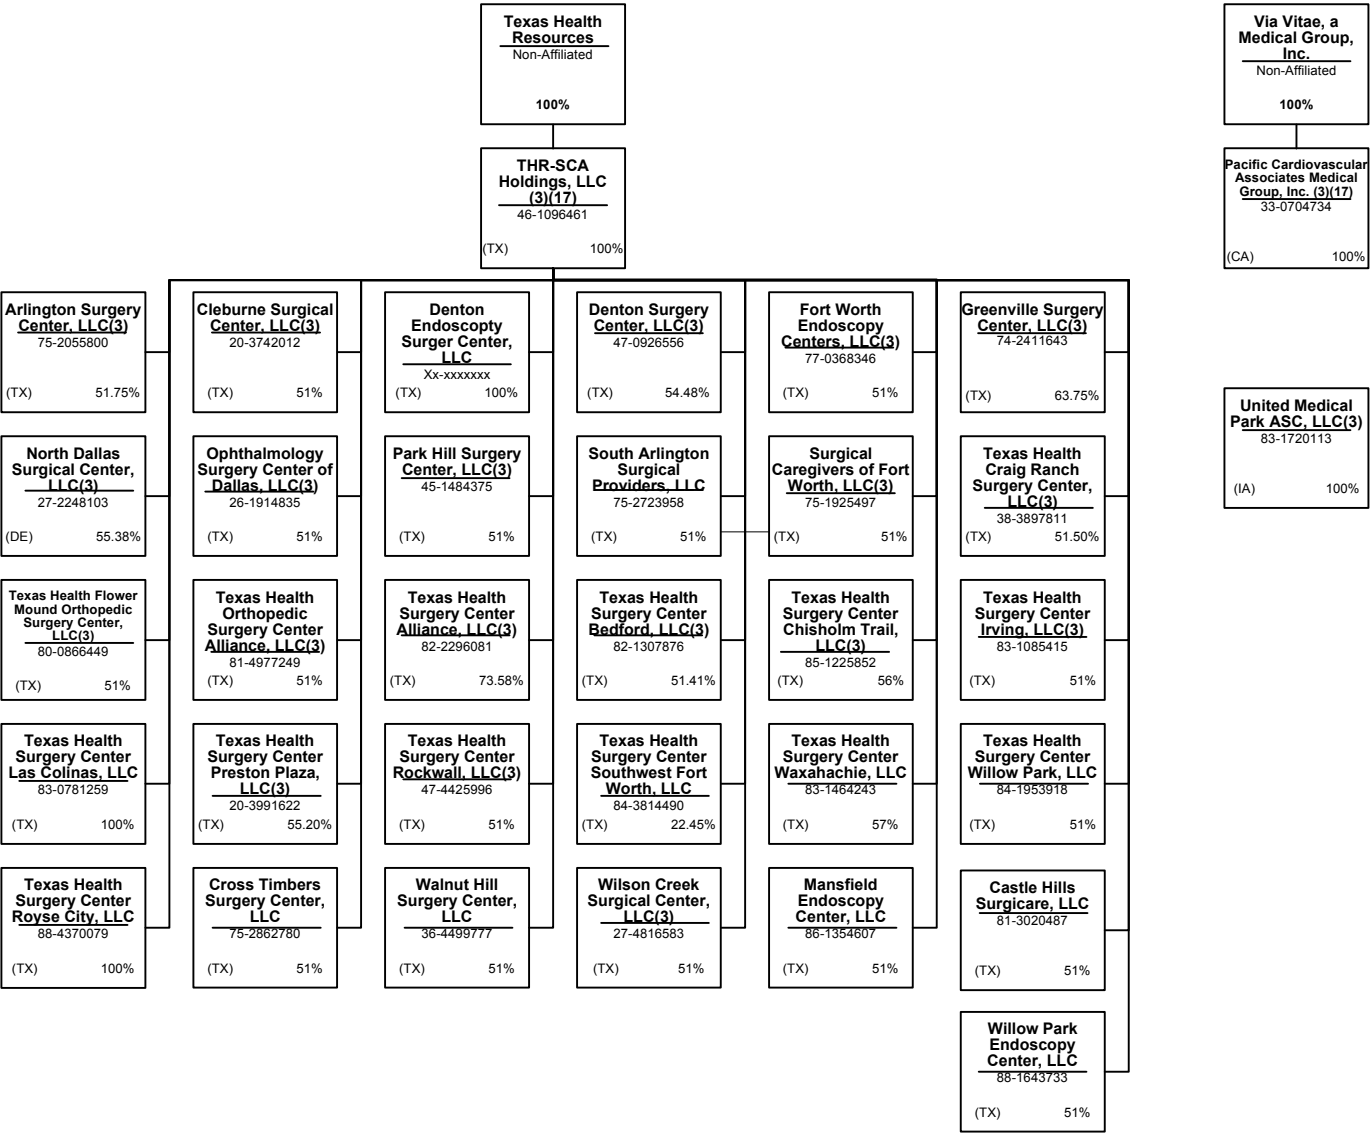 Texas Health
Resources
Non-Affiliated
100%
Via Vitae, a
Medical Group,
Inc.
Non-Affiliated
100%
THR-SCA
Holdings, LLC
(3)(17)
46-1096461
(TX) 100%
Pacific Cardiovascular
Associates Medical
Group, Inc. (3)(17)
33-0704734
(CA) 100%
Arlington Surgery
Center, LLC(3)
75-2055800
(TX) 51.75%
Cleburne Surgical
Center, LLC(3)
20-3742012
(TX) 51%
Denton
Endoscopty
Surger Center,
LLC
Xx-xxxxxxx
(TX) 100%
Denton Surgery
Center, LLC(3)
47-0926556
(TX) 54.48%
Fort Worth
Endoscopy
Centers, LLC(3)
77-0368346
(TX) 51%
Greenville Surgery
Center, LLC(3)
74-2411643
(TX) 63.75%
United Medical
Park ASC, LLC(3)
83-1720113
(IA) 100%
North Dallas
Surgical Center,
LLC(3)
27-2248103
(DE) 55.38%
Ophthalmology
Surgery Center of
Dallas, LLC(3)
26-1914835
(TX) 51%
Park Hill Surgery
Center, LLC(3)
45-1484375
(TX) 51%
South Arlington
Surgical
Providers, LLC
75-2723958
(TX) 51%
Surgical
Caregivers of Fort
Worth, LLC(3)
75-1925497
(TX) 51%
Texas Health
Craig Ranch
Surgery Center,
LLC(3)
38-3897811
(TX) 51.50%
Texas Health Flower
Mound Orthopedic
Surgery Center,
LLC(3)
80-0866449
(TX) 51%
Texas Health
Orthopedic
Surgery Center
Alliance, LLC(3)
81-4977249
(TX) 51%
Texas Health
Surgery Center
Alliance, LLC(3)
82-2296081
(TX) 73.58%
Texas Health
Surgery Center
Bedford, LLC(3)
82-1307876
(TX) 51.41%
Texas Health
Surgery Center
Chisholm Trail,
LLC(3)
85-1225852
(TX) 56%
Texas Health
Surgery Center
Irving, LLC(3)
83-1085415
(TX) 51%
Texas Health
Surgery Center
Las Colinas, LLC
83-0781259
(TX) 100%
Texas Health
Surgery Center
Preston Plaza,
LLC(3)
20-3991622
(TX) 55.20%
Texas Health
Surgery Center
Rockwall, LLC(3)
47-4425996
(TX) 51%
Texas Health
Surgery Center
Southwest Fort
Worth, LLC
84-3814490
(TX) 22.45%
Texas Health
Surgery Center
Waxahachie, LLC
83-1464243
(TX) 57%
Texas Health
Surgery Center
Willow Park, LLC
84-1953918
(TX) 51%
Texas Health
Surgery Center
Royse City, LLC
88-4370079
(TX) 100%
Cross Timbers
Surgery Center,
LLC
75-2862780
(TX) 51%
Walnut Hill
Surgery Center,
LLC
36-4499777
(TX) 51%
Wilson Creek
Surgical Center,
LLC(3)
27-4816583
(TX) 51%
Mansfield
Endoscopy
Center, LLC
86-1354607
(TX) 51%
Castle Hills
Surgicare, LLC
81-3020487
(TX) 51%
Willow Park
Endoscopy
Center, LLC
88-1643733
(TX) 51%